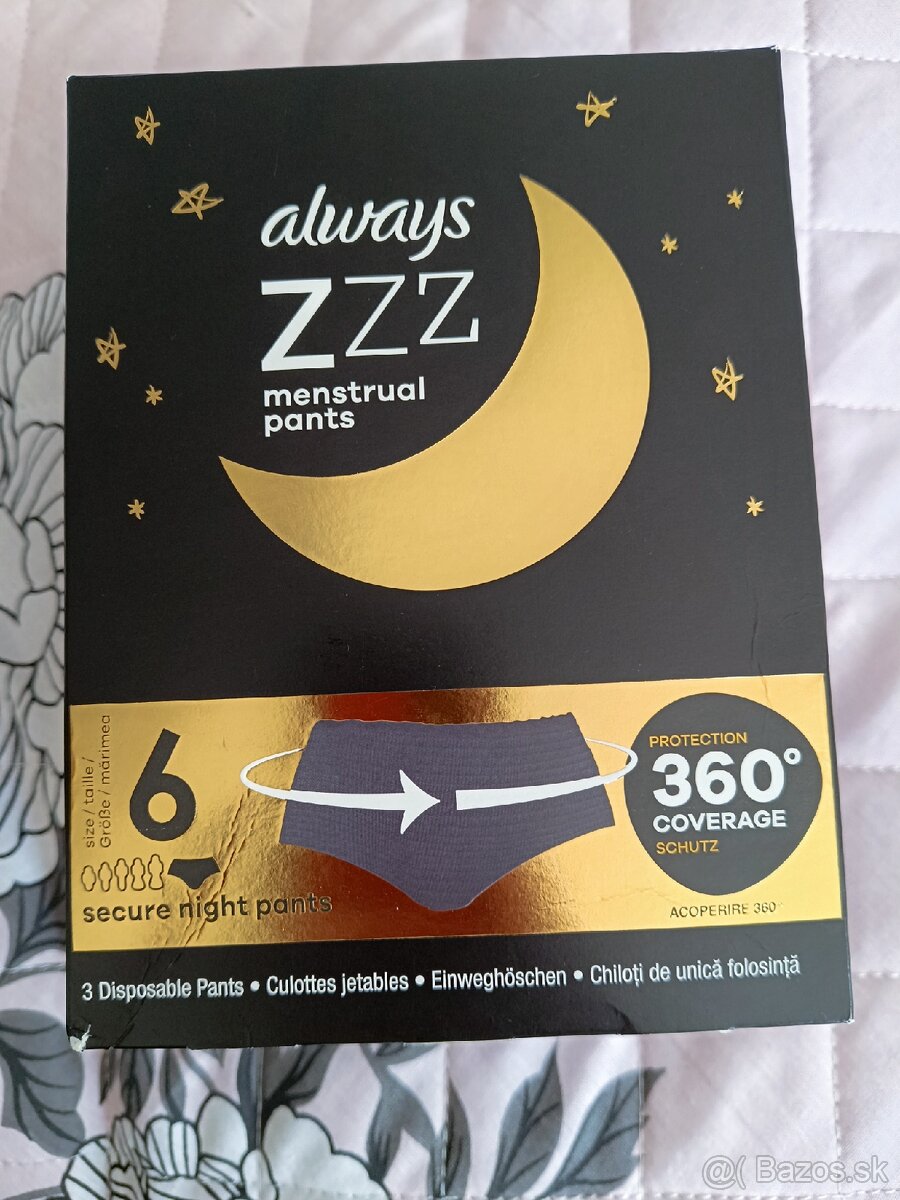 always
ZZZ
menstrual
pants
size / taille /
Größe / mărimea
6
secure night pants
PROTECTION
360°
COVERAGE
SCHUTZ
ACOPERIRE 360°
3 Disposable Pants • Culottes jetables • Einweghöschen • Chiloți de unică folosință
@( Bazos.sk